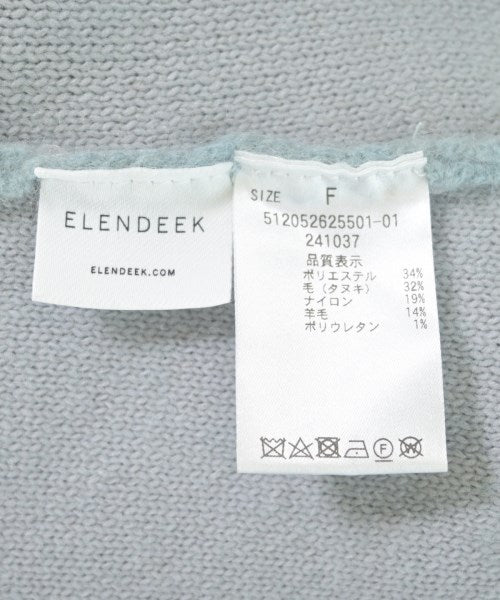 ELENDEEK
ELENDEEK.COM
SIZE F
512052625501-01
241037
品質表示
ポリエステル 34%
毛（タヌキ） 32%
ナイロン 19%
羊毛 14%
ポリウレタン 1%